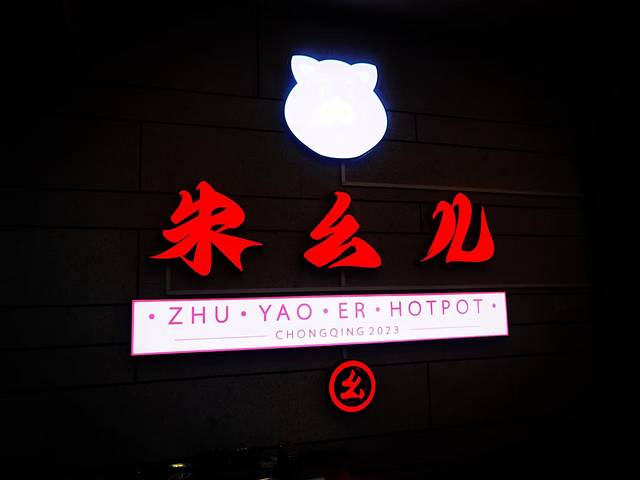 朱幺儿
·ZHU·YAO·ER·HOTPOT·
CHONGQING 2023
幺